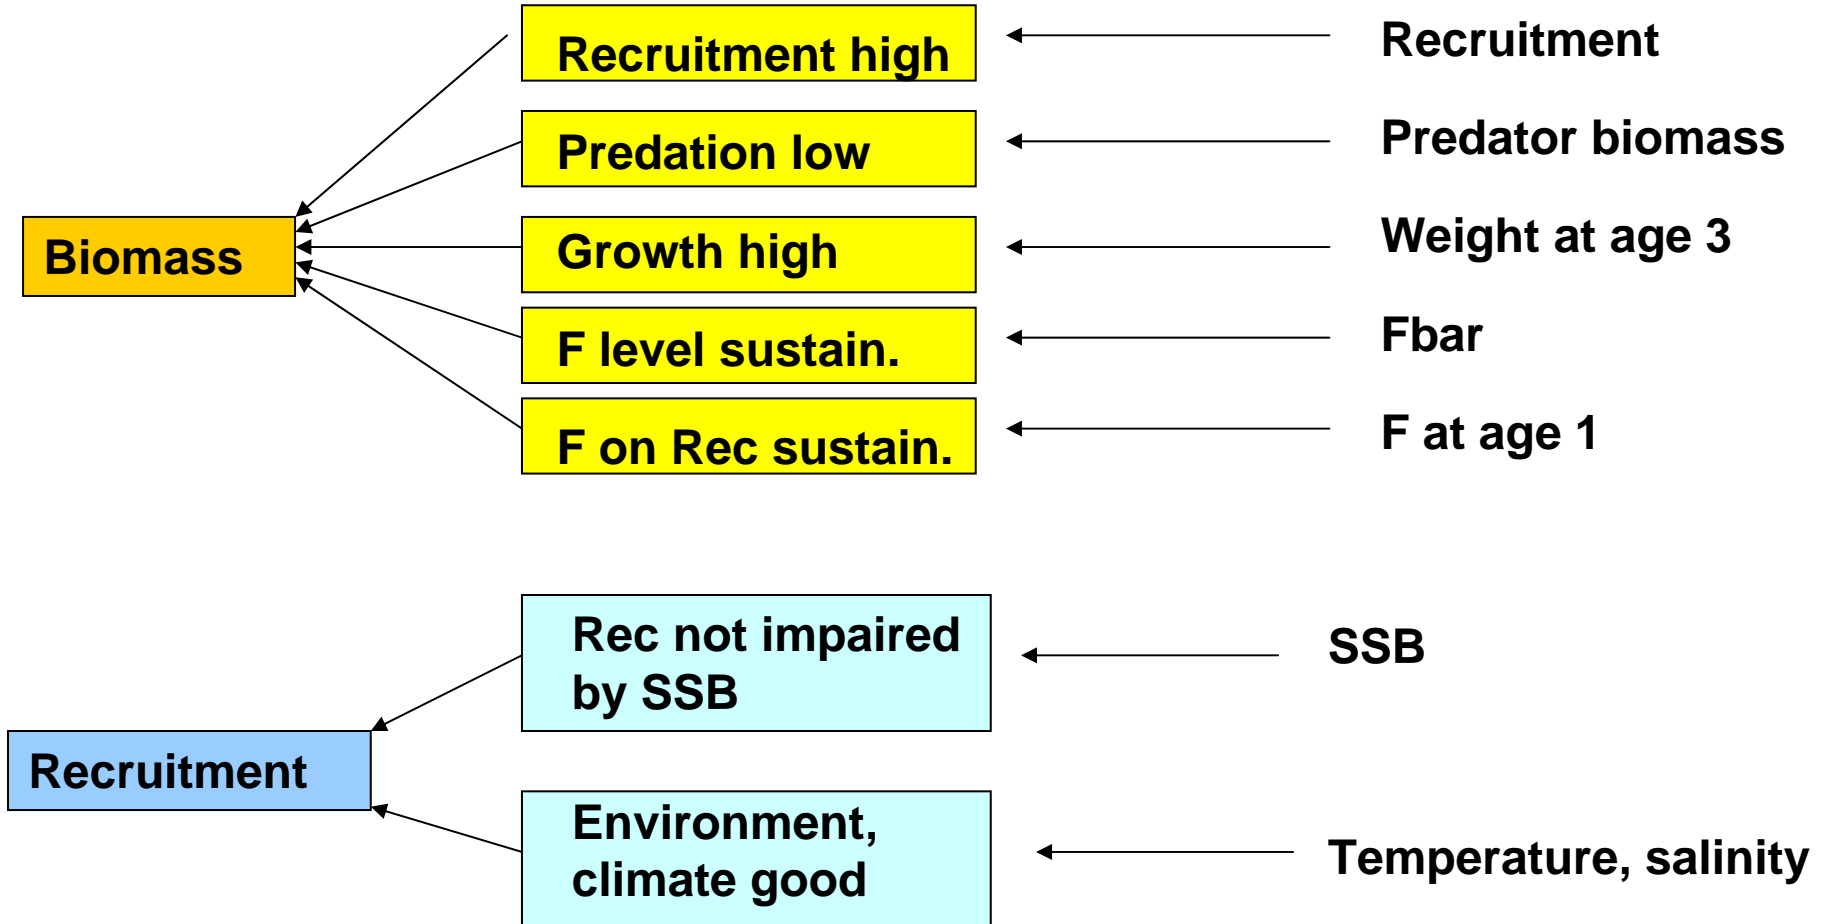 Recruitment high
Recruitment
Predation low
Predator biomass
Biomass
Growth high
Weight at age 3
F level sustain.
Fbar
F on Rec sustain.
F at age 1
Rec not impaired
by SSB
SSB
Recruitment
Environment,
climate good
Temperature, salinity